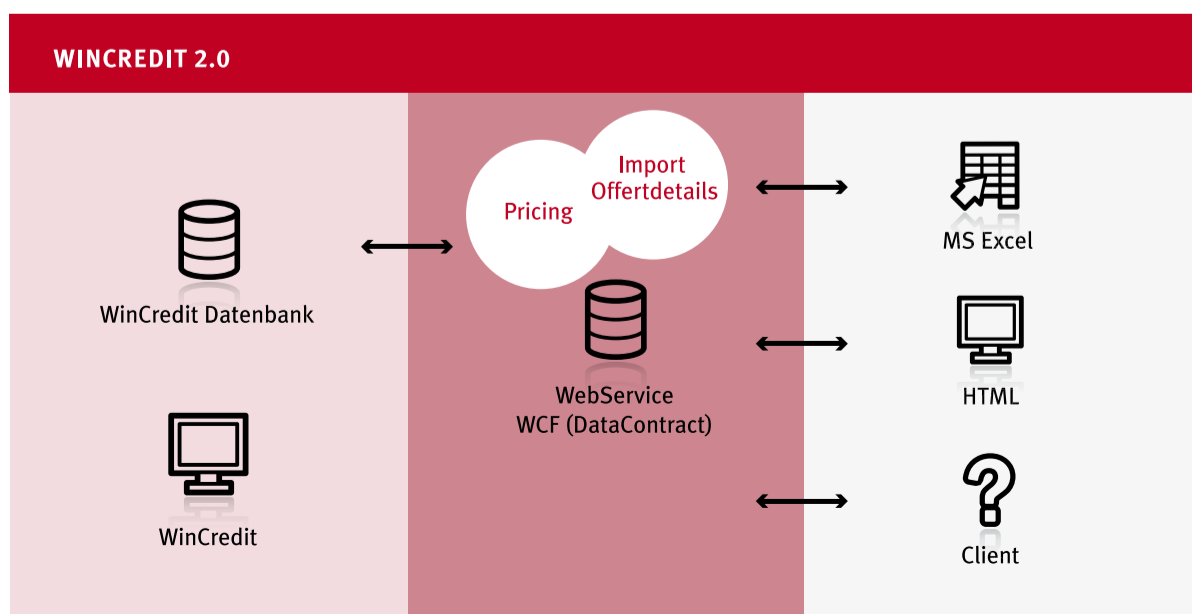 WINCREDIT 2.0
WinCredit Datenbank
WinCredit
Pricing
Import
Offertdetails
WebService
WCF (DataContract)
MS Excel
HTML
Client